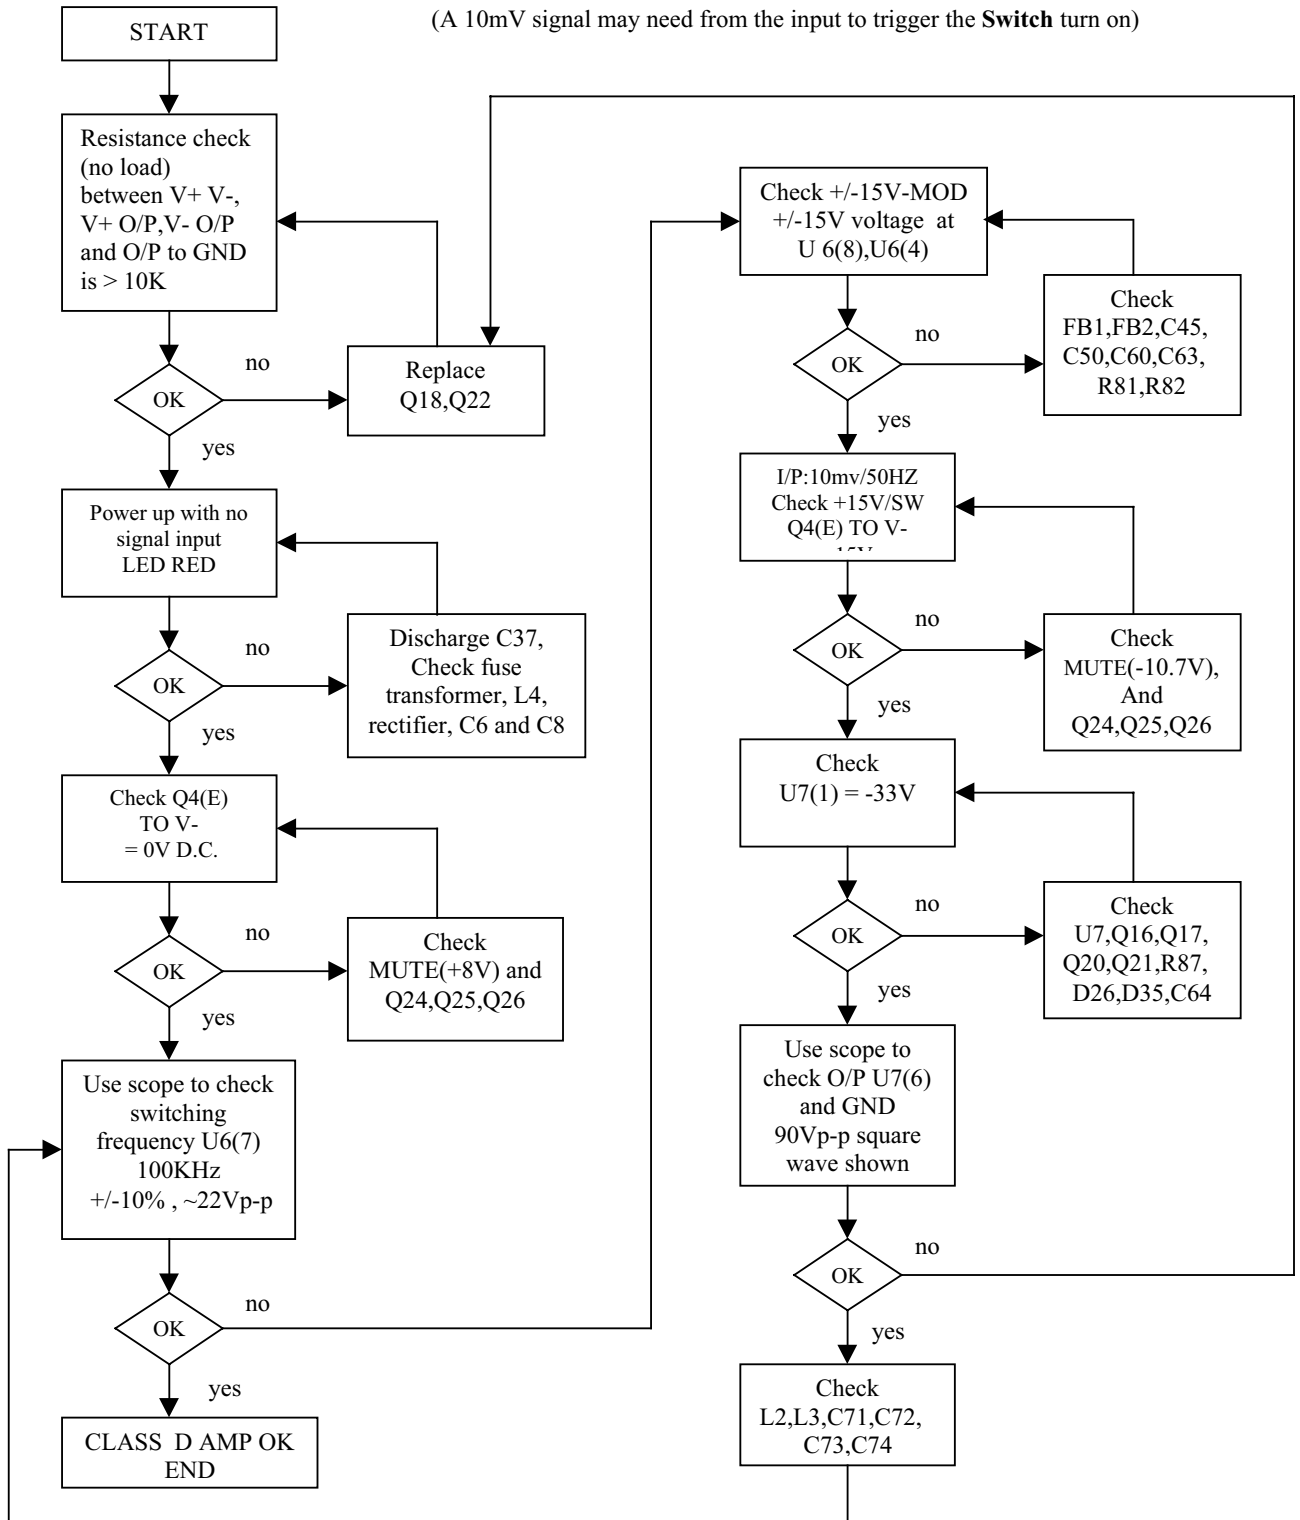 (A 10mV signal may need from the input to trigger the Switch turn on)
START
Resistance check
(no load)
between V+ V-,
V+ O/P,V- O/P
and O/P to GND
is > 10K
OK
no
yes
Replace
Q18,Q22
Power up with no
signal input
LED RED
OK
no
yes
Discharge C37,
Check fuse
transformer, L4,
rectifier, C6 and C8
Check Q4(E)
TO V-
= 0V D.C.
OK
no
yes
Check
MUTE(+8V) and
Q24,Q25,Q26
Use scope to check
switching
frequency U6(7)
100KHz
+/-10% , ~22Vp-p
OK
no
yes
CLASS D AMP OK
END
Check +/-15V-MOD
+/-15V voltage at
U 6(8),U6(4)
OK
no
yes
Check
FB1,FB2,C45,
C50,C60,C63,
R81,R82
I/P:10mv/50HZ
Check +15V/SW
Q4(E) TO V-
OK
no
yes
Check
MUTE(-10.7V),
And
Q24,Q25,Q26
Check
U7(1) = -33V
OK
no
yes
Check
U7,Q16,Q17,
Q20,Q21,R87,
D26,D35,C64
Use scope to
check O/P U7(6)
and GND
90Vp-p square
wave shown
OK
no
yes
Check
L2,L3,C71,C72,
C73,C74